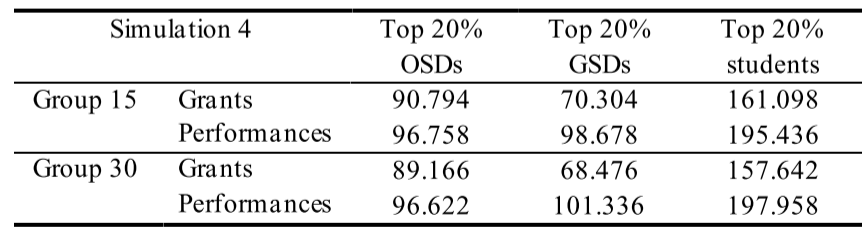 Simulation 4 Top 20% Top 20% Top 20%
OSDs GSDs students
Group 15 Grants 90.794 70.304 161.098
Performances 96.758 98.678 195.436
Group 30 Grants 89.166 68.476 157.642
Performances 96.622 101.336 197.958